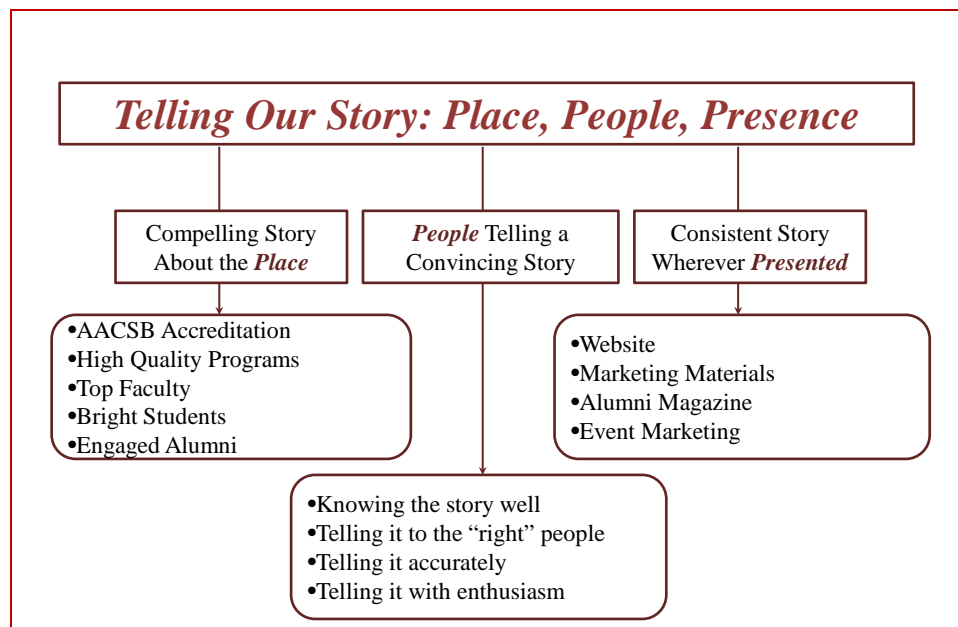 Telling Our Story: Place, People, Presence
Compelling Story
About the Place
People Telling a
Convincing Story
Consistent Story
Wherever Presented
•AACSB Accreditation
•High Quality Programs
•Top Faculty
•Bright Students
•Engaged Alumni
•Website
•Marketing Materials
•Alumni Magazine
•Event Marketing
•Knowing the story well
•Telling it to the “right” people
•Telling it accurately
•Telling it with enthusiasm